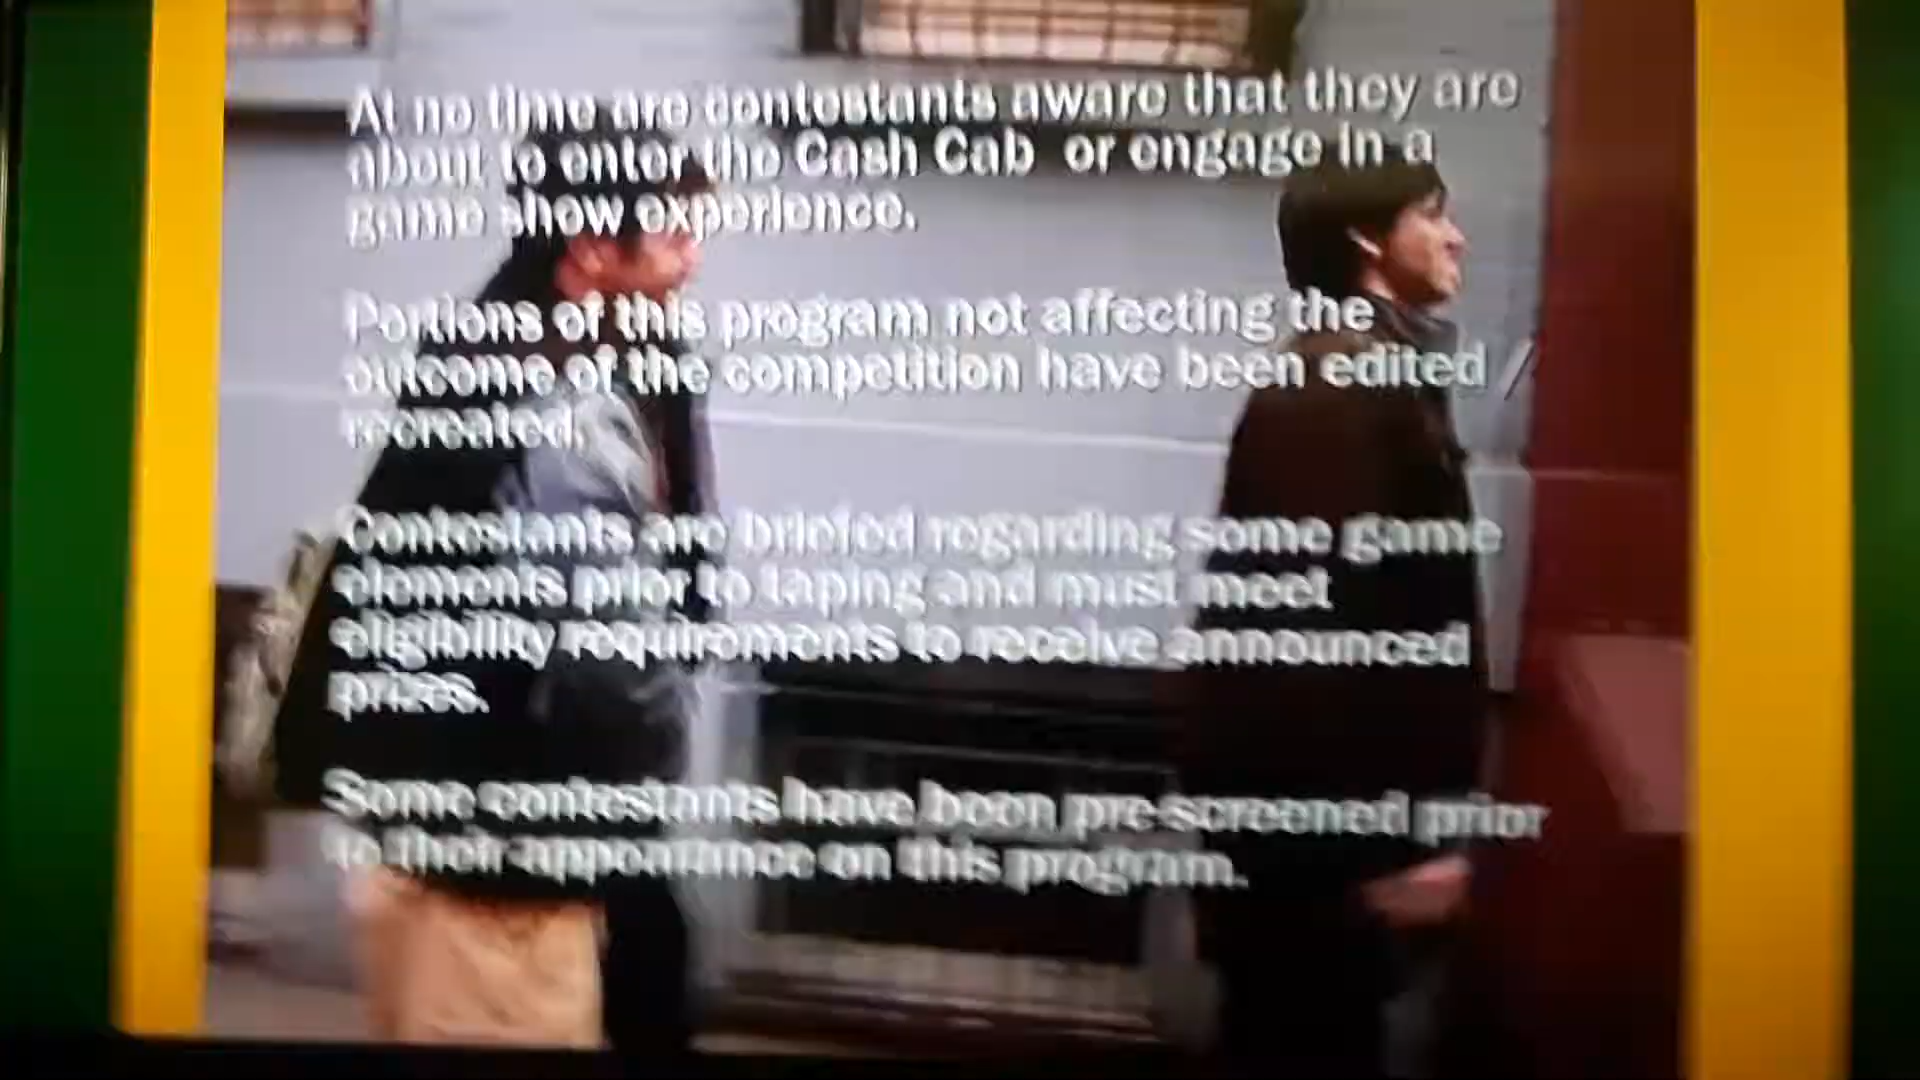 At no time are contestants aware that they are
about to enter the Cash Cab or engage in a
game show experience.
Portions of this program not affecting the
outcome of the competition have been edited /
recreated.
Contestants are briefed regarding some game
elements prior to taping and must meet
eligibility requirements to receive announced
prizes.
Some contestants have been pre-screened prior
to their appearance on this program.